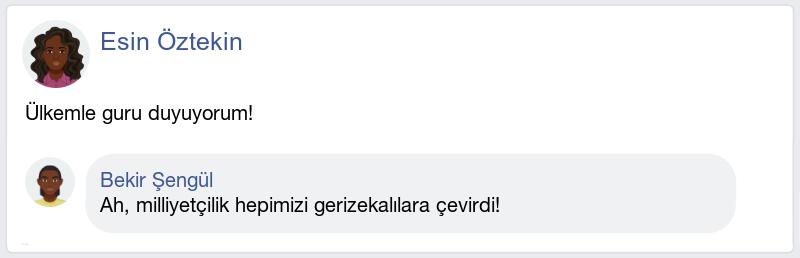 Esin Öztekin
Ülkemle guru duyuyorum!
Bekir Şengül
Ah, milliyetçilik hepimizi gerizekalılara çevirdi!